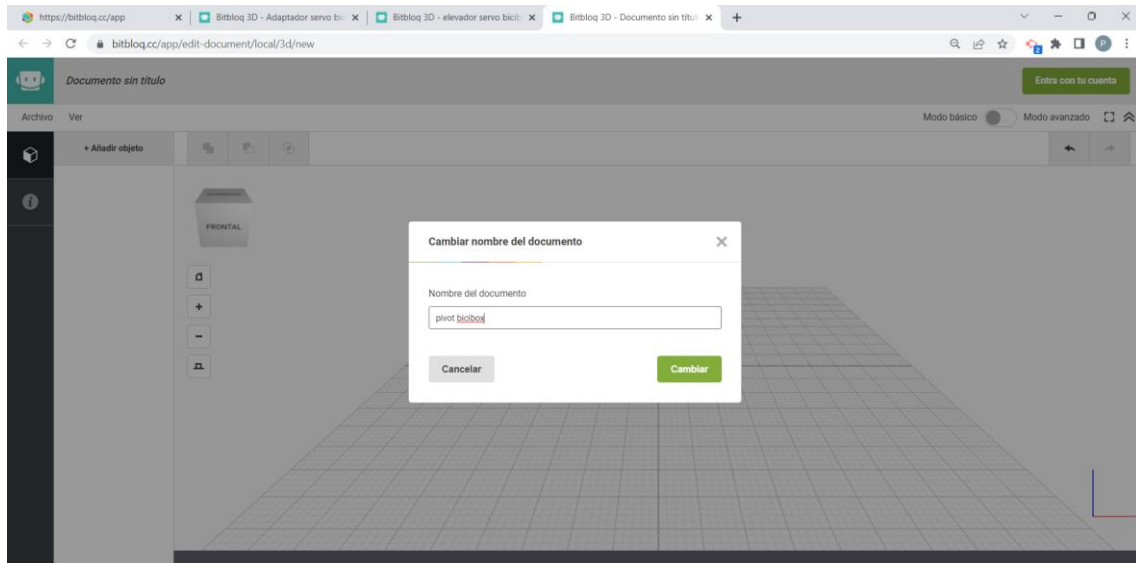 https://bitbloq.cc/app
Bitbloq 3D - Adaptador servo bic
Bitbloq 3D - elevador servo bicib
Bitbloq 3D - Documento sin títul
bitbloq.cc/app/edit-document/local/3d/new
2
P
Documento sin título
Entra con tu cuenta
Archivo Ver
Modo básico Modo avanzado
+ Añadir objeto
FRONTAL
Cambiar nombre del documento
Nombre del documento
pivot bicibox
Cancelar
Cambiar